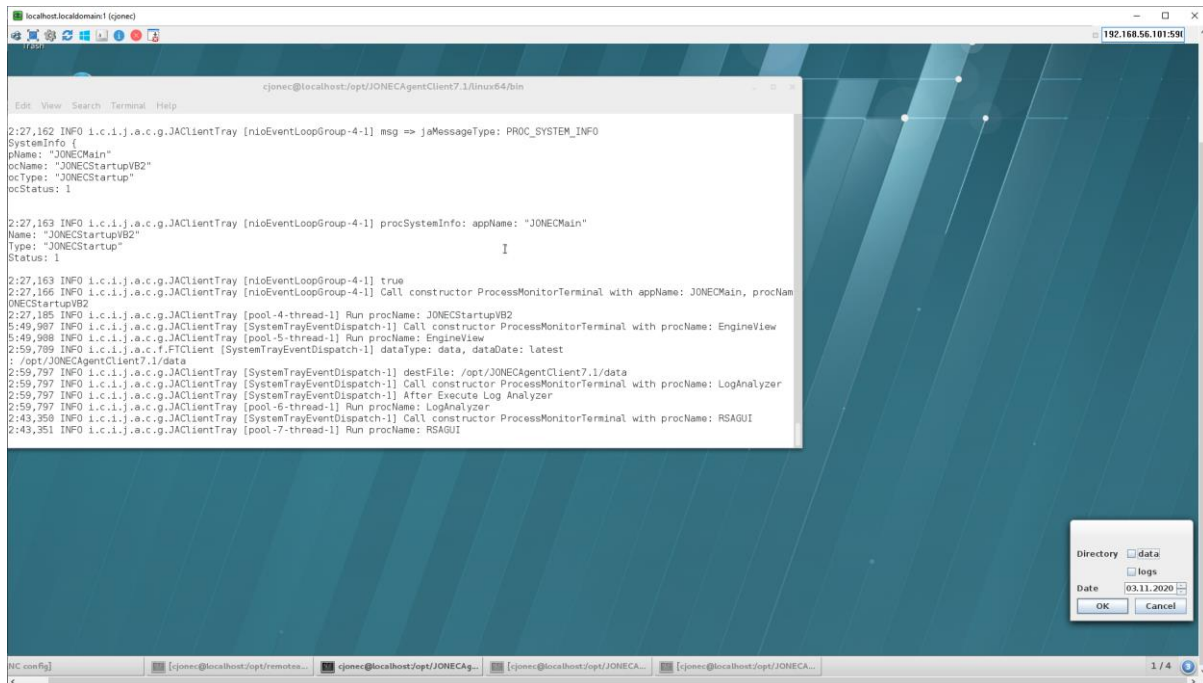 localhost.localdomain:1 (cjonec)
192.168.56.101:590
Trash
cjonec@localhost:/opt/JONECAgentClient7.1/linux64/bin
Edit View Search Terminal Help
2:27,162 INFO i.c.i.j.a.c.g.JAClientTray [nioEventLoopGroup-4-1] msg => jaMessageType: PROC_SYSTEM_INFO
SystemInfo {
pName: "JONECMain"
ocName: "JONECStartupVB2"
ocType: "JONECStartup"
ocStatus: 1
2:27,163 INFO i.c.i.j.a.c.g.JAClientTray [nioEventLoopGroup-4-1] procSystemInfo: appName: "JONECMain"
Name: "JONECStartupVB2"
Type: "JONECStartup"
Status: 1
2:27,163 INFO i.c.i.j.a.c.g.JAClientTray [nioEventLoopGroup-4-1] true
2:27,166 INFO i.c.i.j.a.c.g.JAClientTray [nioEventLoopGroup-4-1] Call constructor ProcessMonitorTerminal with appName: JONECMain, procNam
ONECStartupVB2
2:27,185 INFO i.c.i.j.a.c.g.JAClientTray [pool-4-thread-1] Run procName: JONECStartupVB2
5:49,907 INFO i.c.i.j.a.c.g.JAClientTray [SystemTrayEventDispatch-1] Call constructor ProcessMonitorTerminal with procName: EngineView
5:49,908 INFO i.c.i.j.a.c.g.JAClientTray [pool-5-thread-1] Run procName: EngineView
2:59,789 INFO i.c.i.j.a.c.f.FTClient [SystemTrayEventDispatch-1] dataType: data, dataDate: latest
: /opt/JONECAgentClient7.1/data
2:59,797 INFO i.c.i.j.a.c.g.JAClientTray [SystemTrayEventDispatch-1] destFile: /opt/JONECAgentClient7.1/data
2:59,797 INFO i.c.i.j.a.c.g.JAClientTray [SystemTrayEventDispatch-1] Call constructor ProcessMonitorTerminal with procName: LogAnalyzer
2:59,797 INFO i.c.i.j.a.c.g.JAClientTray [SystemTrayEventDispatch-1] After Execute Log Analyzer
2:59,797 INFO i.c.i.j.a.c.g.JAClientTray [pool-6-thread-1] Run procName: LogAnalyzer
2:43,350 INFO i.c.i.j.a.c.g.JAClientTray [SystemTrayEventDispatch-1] Call constructor ProcessMonitorTerminal with procName: RSAGUI
2:43,351 INFO i.c.i.j.a.c.g.JAClientTray [pool-7-thread-1] Run procName: RSAGUI
Directory data
logs
Date 03.11.2020
OK Cancel
NC config] [cjonec@localhost:/opt/remotea... cjonec@localhost:/opt/JONECAg... [cjonec@localhost:/opt/JONECA... [cjonec@localhost:/opt/JONECA... 1 / 4 3